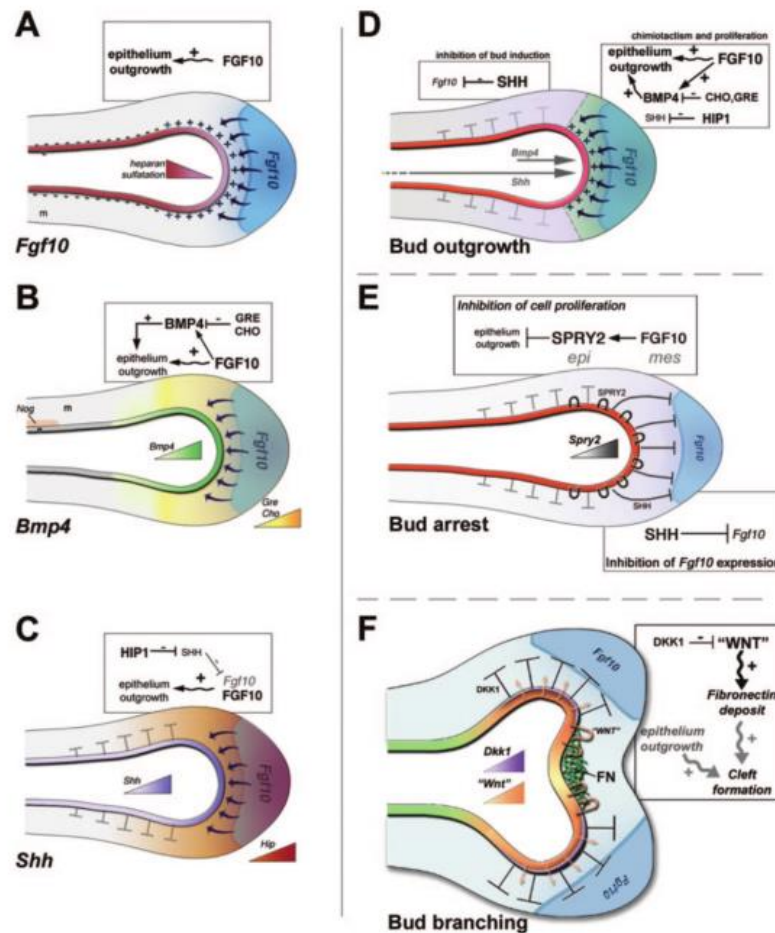 A
epithelium
outgrowth
+
FGF10
heparan
sulfatation
Fgf10
m
Fgf10
B
+
BMP4
-
GRE
CHO
epithelium
outgrowth
+
FGF10
Nog
m
Bmp4
Fgf10
Gre
Cho
Bmp4
C
HIP1
-
SHH
-
Fgf10
epithelium
outgrowth
+
FGF10
Shh
Fgf10
Hip
Shh
D
inhibition of bud induction
Fgf10
-
SHH
chimiotactism and proliferation
epithelium
outgrowth
+
FGF10
+
+
BMP4
-
CHO,GRE
SHH
-
HIP1
Bmp4
Shh
Fgf10
Bud outgrowth
E
Inhibition of cell proliferation
epithelium
outgrowth
SPRY2
FGF10
epi
mes
SPRY2
Spry2
Fgf10
SHH
Bud arrest
SHH
Fgf10
Inhibition of Fgf10 expression
F
DKK1
-
"WNT"
+
Fibronectin
deposit
+
epithelium
outgrowth
+
Cleft
formation
Fgf10
DKK1
"WNT"
Dkk1
"Wnt"
FN
Fgf10
Bud branching